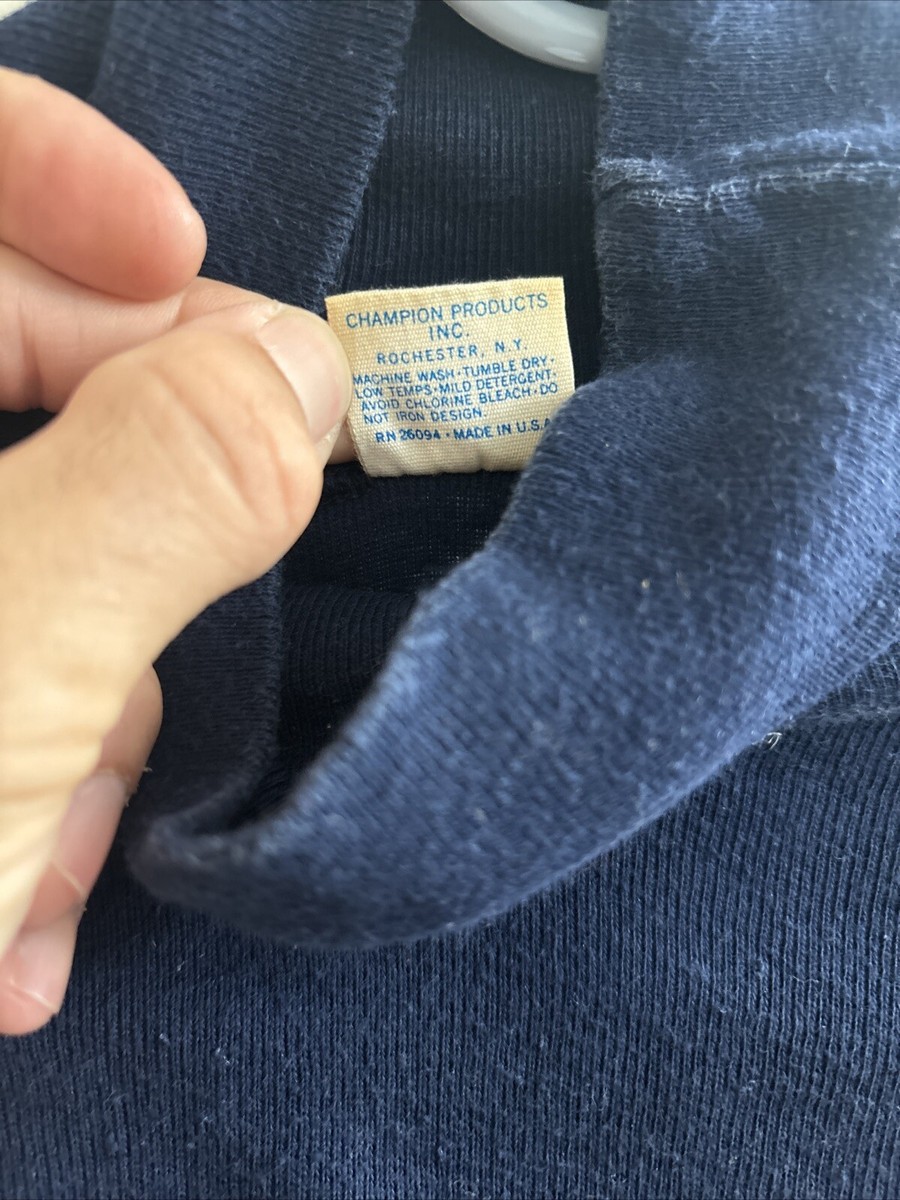 CHAMPION PRODUCTS
INC.
ROCHESTER, N.Y.
MACHINE WASH·TUMBLE DRY·
LOW TEMPS·MILD DETERGENT·
AVOID CHLORINE BLEACH·DO
NOT IRON DESIGN.
RN 26094 · MADE IN U.S.A